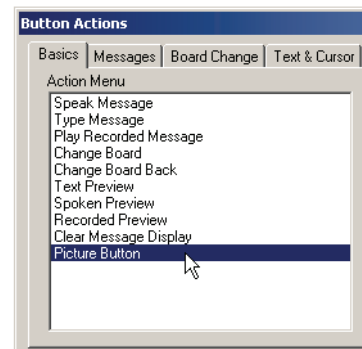 Button Actions
Basics Messages Board Change Text & Cursor
Action Menu
Speak Message
Type Message
Play Recorded Message
Change Board
Change Board Back
Text Preview
Spoken Preview
Recorded Preview
Clear Message Display
Picture Button